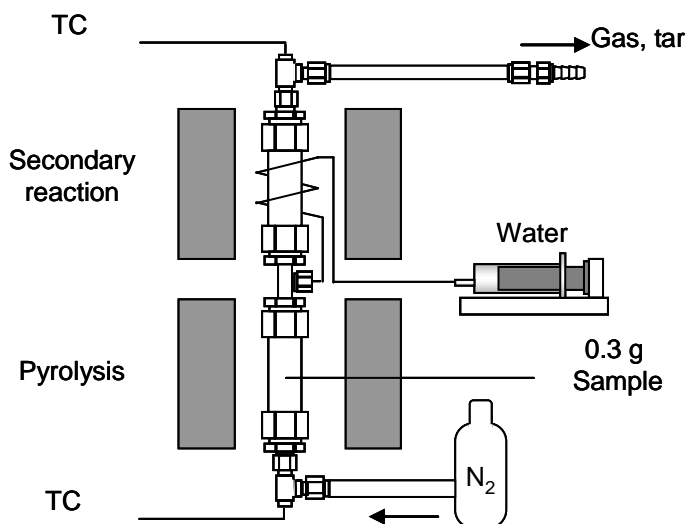 TC
Gas, tar
Secondary
reaction
Water
0.3 g
Sample
Pyrolysis
N₂
TC